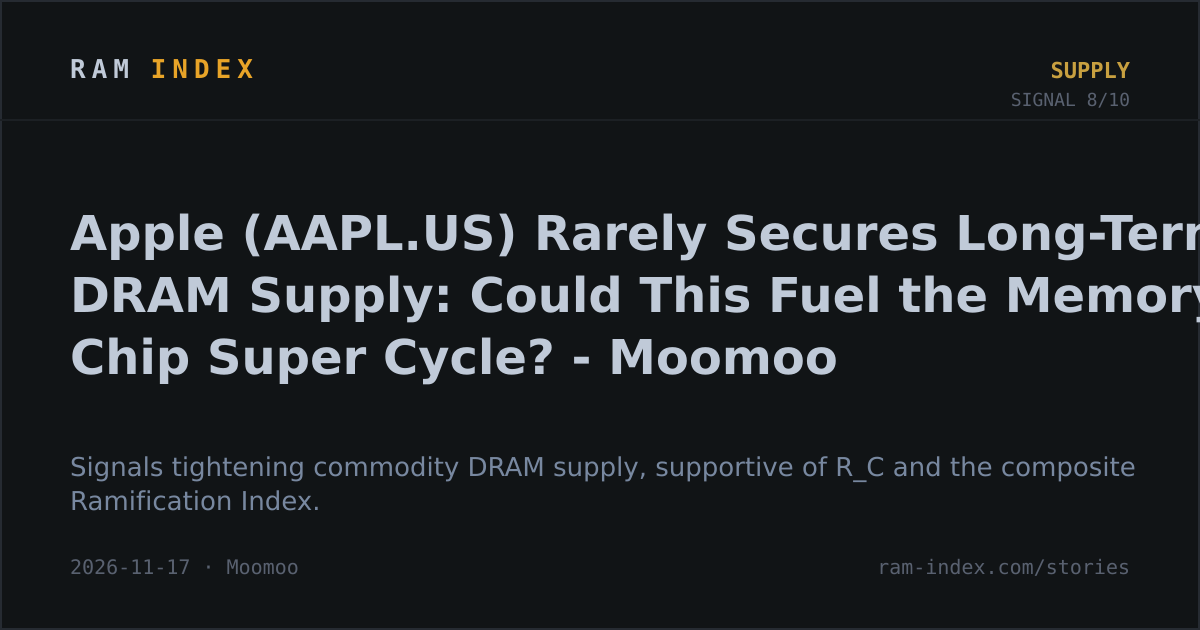 RAM INDEX
SUPPLY
SIGNAL 8/10
Apple (AAPL.US) Rarely Secures Long-Ter
DRAM Supply: Could This Fuel the Memory
Chip Super Cycle? - Moomoo
Signals tightening commodity DRAM supply, supportive of R_C and the composite
Ramification Index.
2026-11-17 · Moomoo
ram-index.com/stories